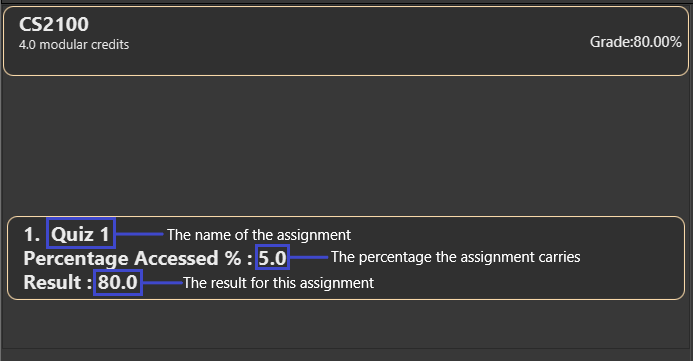 CS2100
4.0 modular credits
Grade:80.00%
1. Quiz 1 The name of the assignment
Percentage Accessed % : 5.0 The percentage the assignment carries
Result : 80.0 The result for this assignment